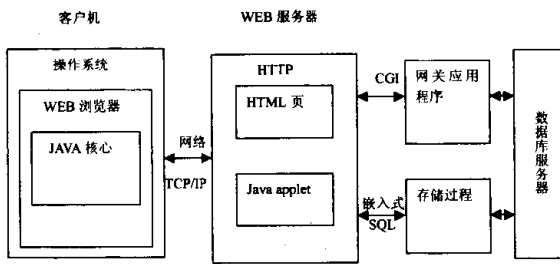 客户机
WEB 服务器
操作系统
WEB 浏览器
JAVA 核心
网络
TCP/IP
HTTP
HTML 页
Java applet
CGI
嵌入式
SQL
网关应用
程序
存储过程
数据库服务器